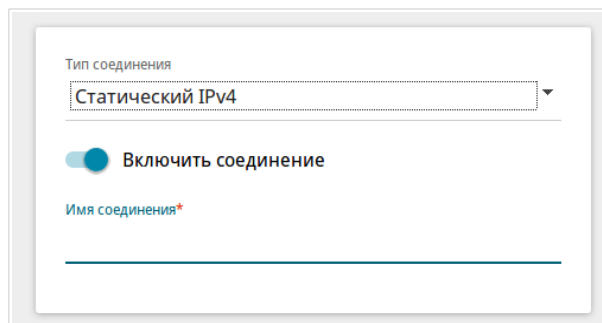 Тип соединения
Статический IPv4
Включить соединение
Имя соединения*